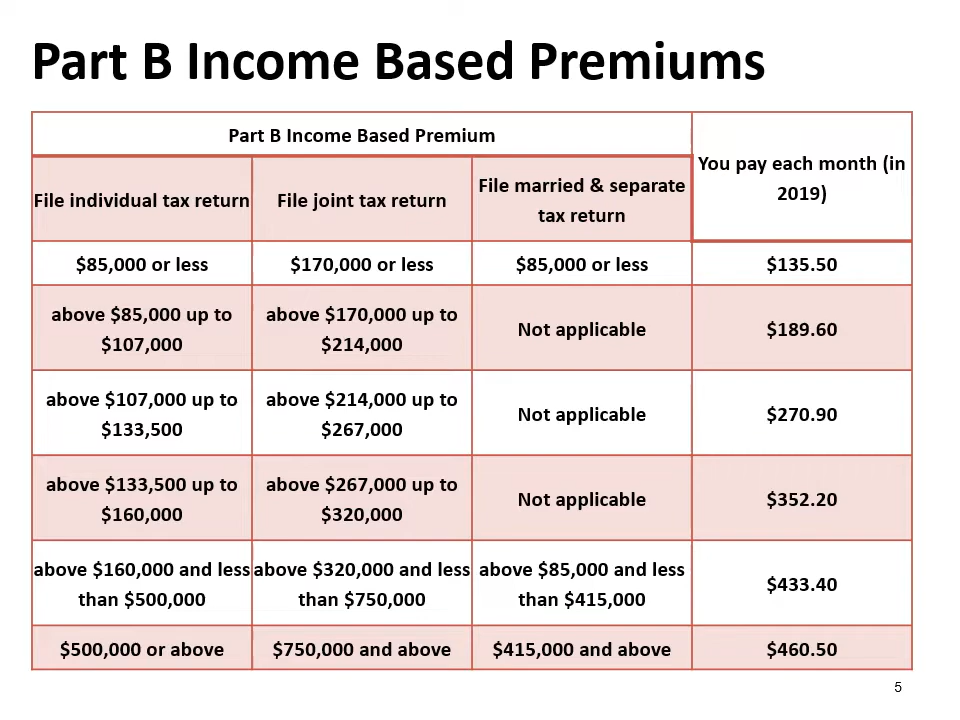 Part B Income Based Premiums
Part B Income Based Premium
You pay each month (in
2019)
File individual tax return
File joint tax return
File married & separate
tax return
$85,000 or less
$170,000 or less
$85,000 or less
$135.50
above $85,000 up to
$107,000
above $170,000 up to
$214,000
Not applicable
$189.60
above $107,000 up to
$133,500
above $214,000 up to
$267,000
Not applicable
$270.90
above $133,500 up to
$160,000
above $267,000 up to
$320,000
Not applicable
$352.20
above $160,000 and less
than $500,000
above $320,000 and less
than $750,000
above $85,000 and less
than $415,000
$433.40
$500,000 or above
$750,000 and above
$415,000 and above
$460.50
5